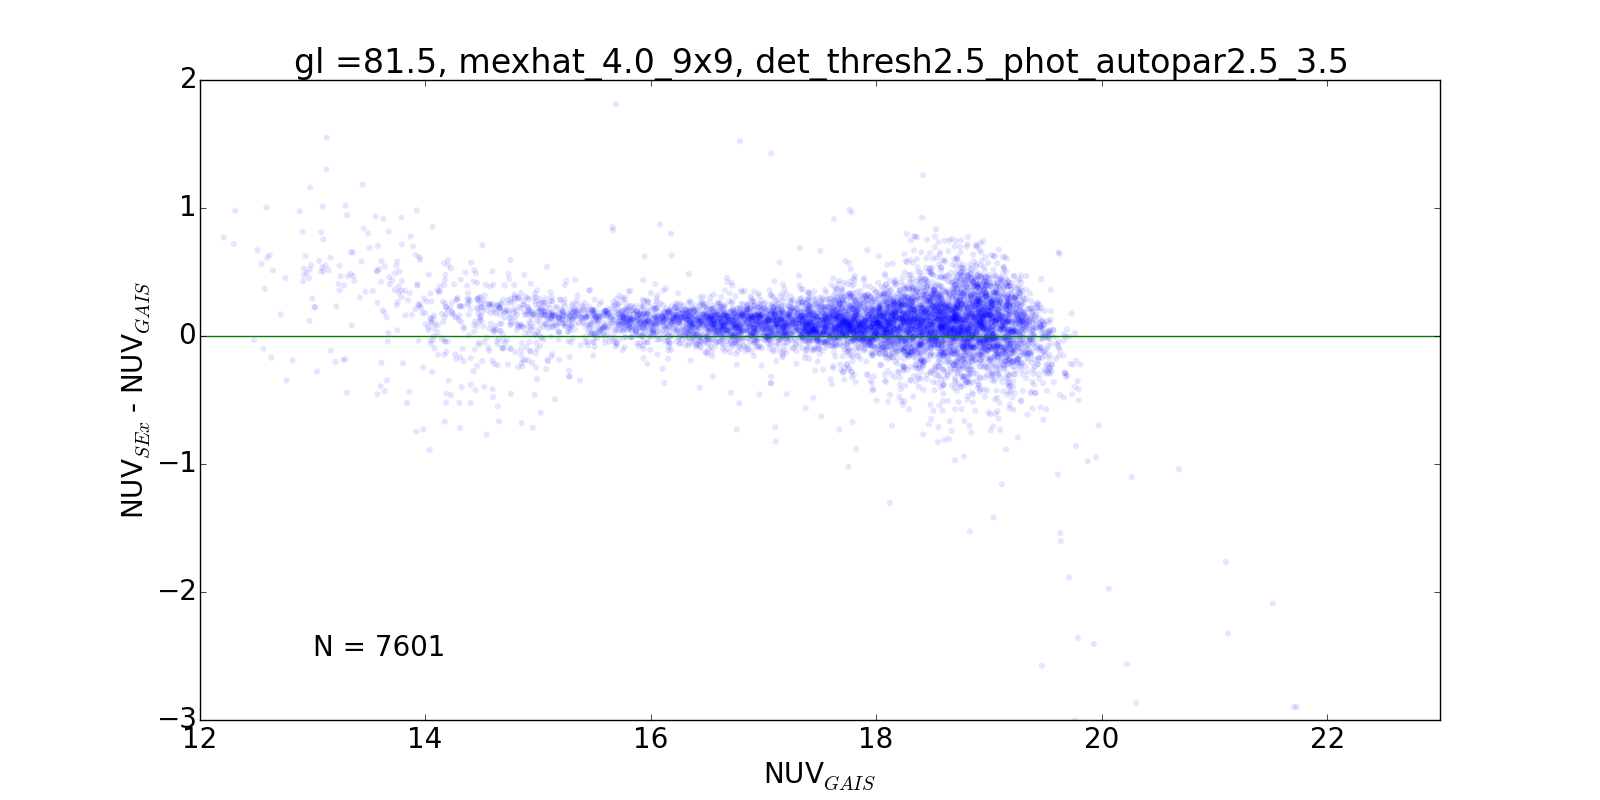 gl =81.5, mexhat_4.0_9x9, det_thresh2.5_phot_autopar2.5_3.5
2
1
0
−1
−2
−3
NUV_SEx - NUV_GAIS
N = 7601
12 14 16 18 20 22
NUV_GAIS